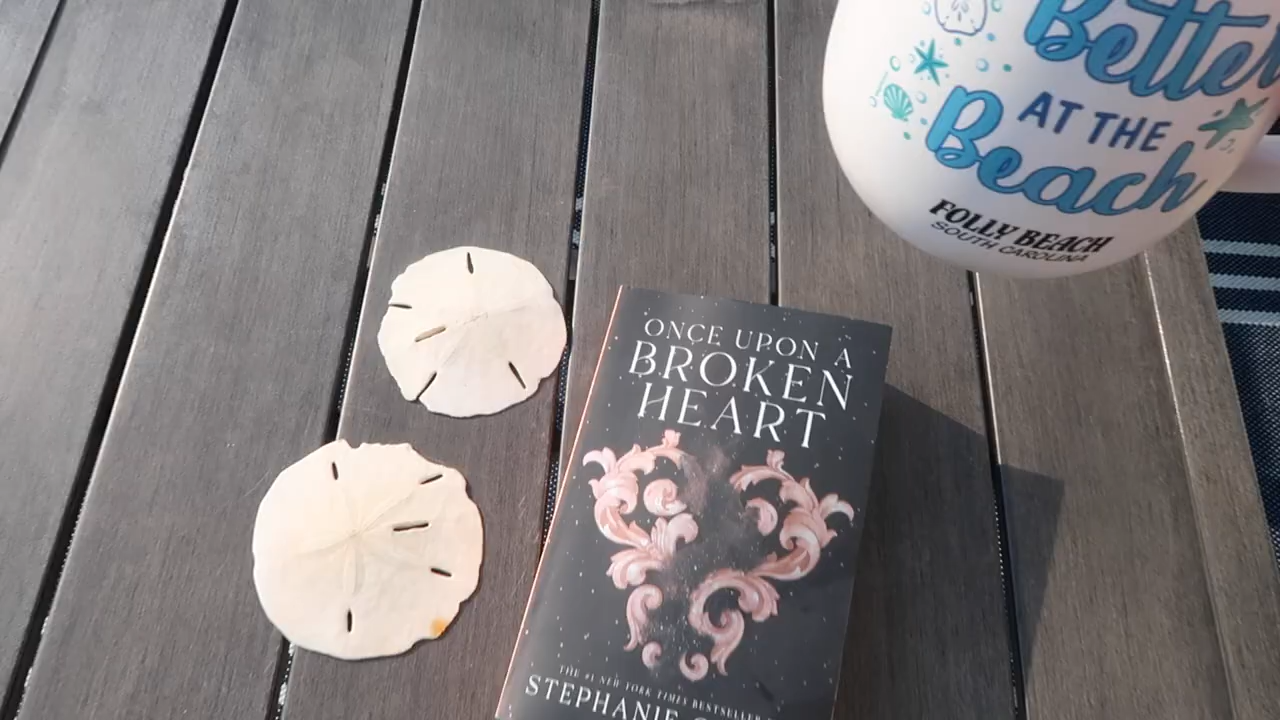 Better
AT THE
Beach
FOLLY BEACH
SOUTH CAROLINA
ONCE UPON A
BROKEN
HEART
THE #1 NEW YORK TIMES BESTSELLER
STEPHANIE